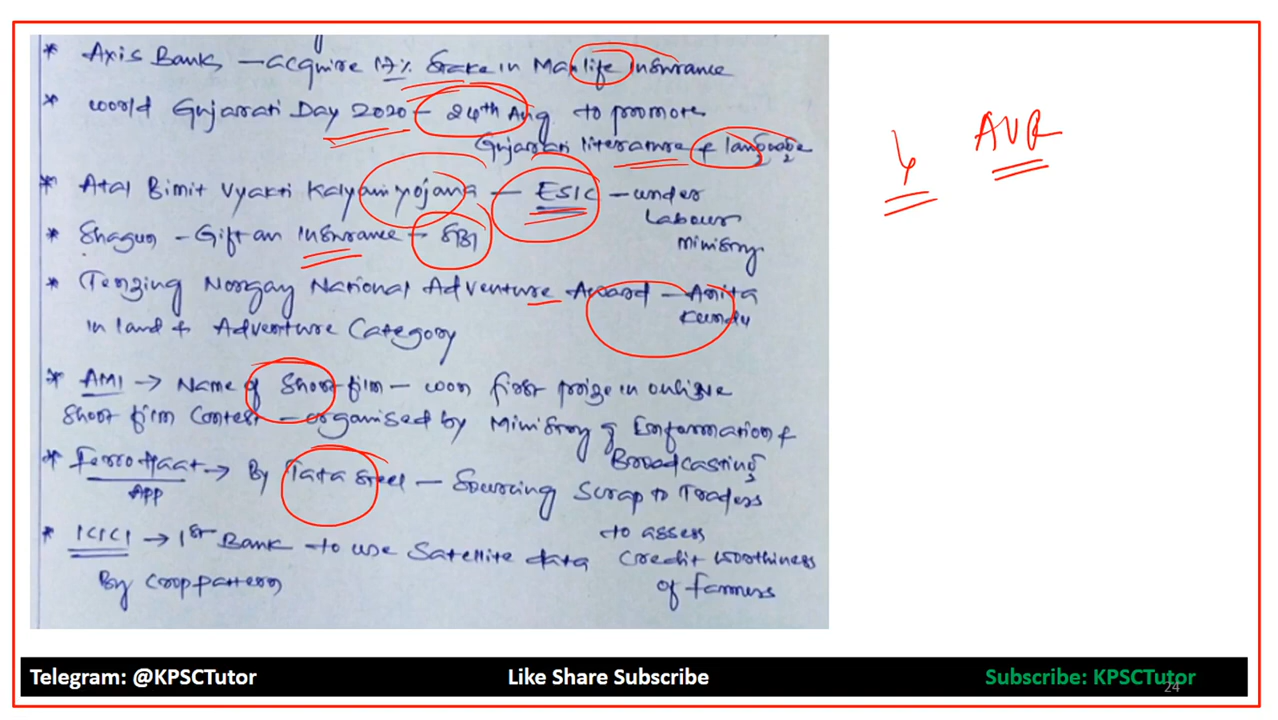 * Axis Bank - acquire 17% Stake in Max life Insurance
* World Gujarati Day 2020 - 24th Aug to promote
Gujarati literature & language
* Atal Bimit Vyakti Kalyan Yojana - ESIC - under
Labour
Ministry
* Shagun - Gift an Insurance - SBI
* Tenzing Norgay National Adventure Award - Anita
Kundu
in land & Adventure Category
* AMI → Name of Short film - won first prize in online
Short film Contest - organised by Ministry of Information &
Broadcasting
* Ferro Haat → By Tata Steel - Sourcing Scrap to Traders
App
* ICICI → 1st Bank to use Satellite data to assess
credit worthiness
By crop pattern of farmers
AVR
Telegram: @KPSCTutor Like Share Subscribe Subscribe: KPSCTutor
24